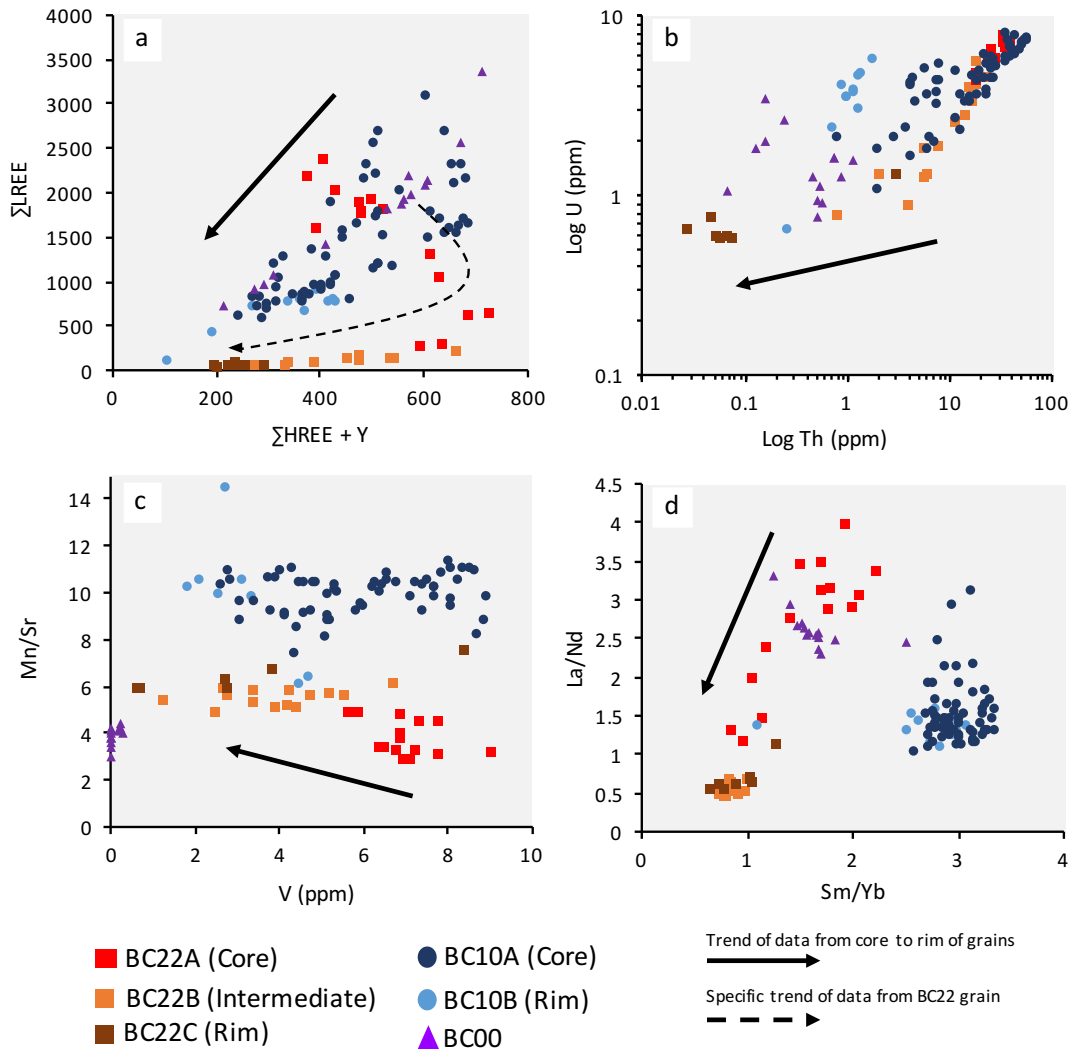 a
4000
3500
3000
2500
2000
1500
1000
500
0
∑LREE
0 200 400 600 800
∑HREE + Y
b
10
1
0.1
Log U (ppm)
0.01 0.1 1 10 100
Log Th (ppm)
c
14
12
10
8
6
4
2
0
Mn/Sr
0 2 4 6 8 10
V (ppm)
d
4.5
4
3.5
3
2.5
2
1.5
1
0.5
0
La/Nd
0 1 2 3 4
Sm/Yb
BC22A (Core)
BC22B (Intermediate)
BC22C (Rim)
BC10A (Core)
BC10B (Rim)
BC00
Trend of data from core to rim of grains
Specific trend of data from BC22 grain